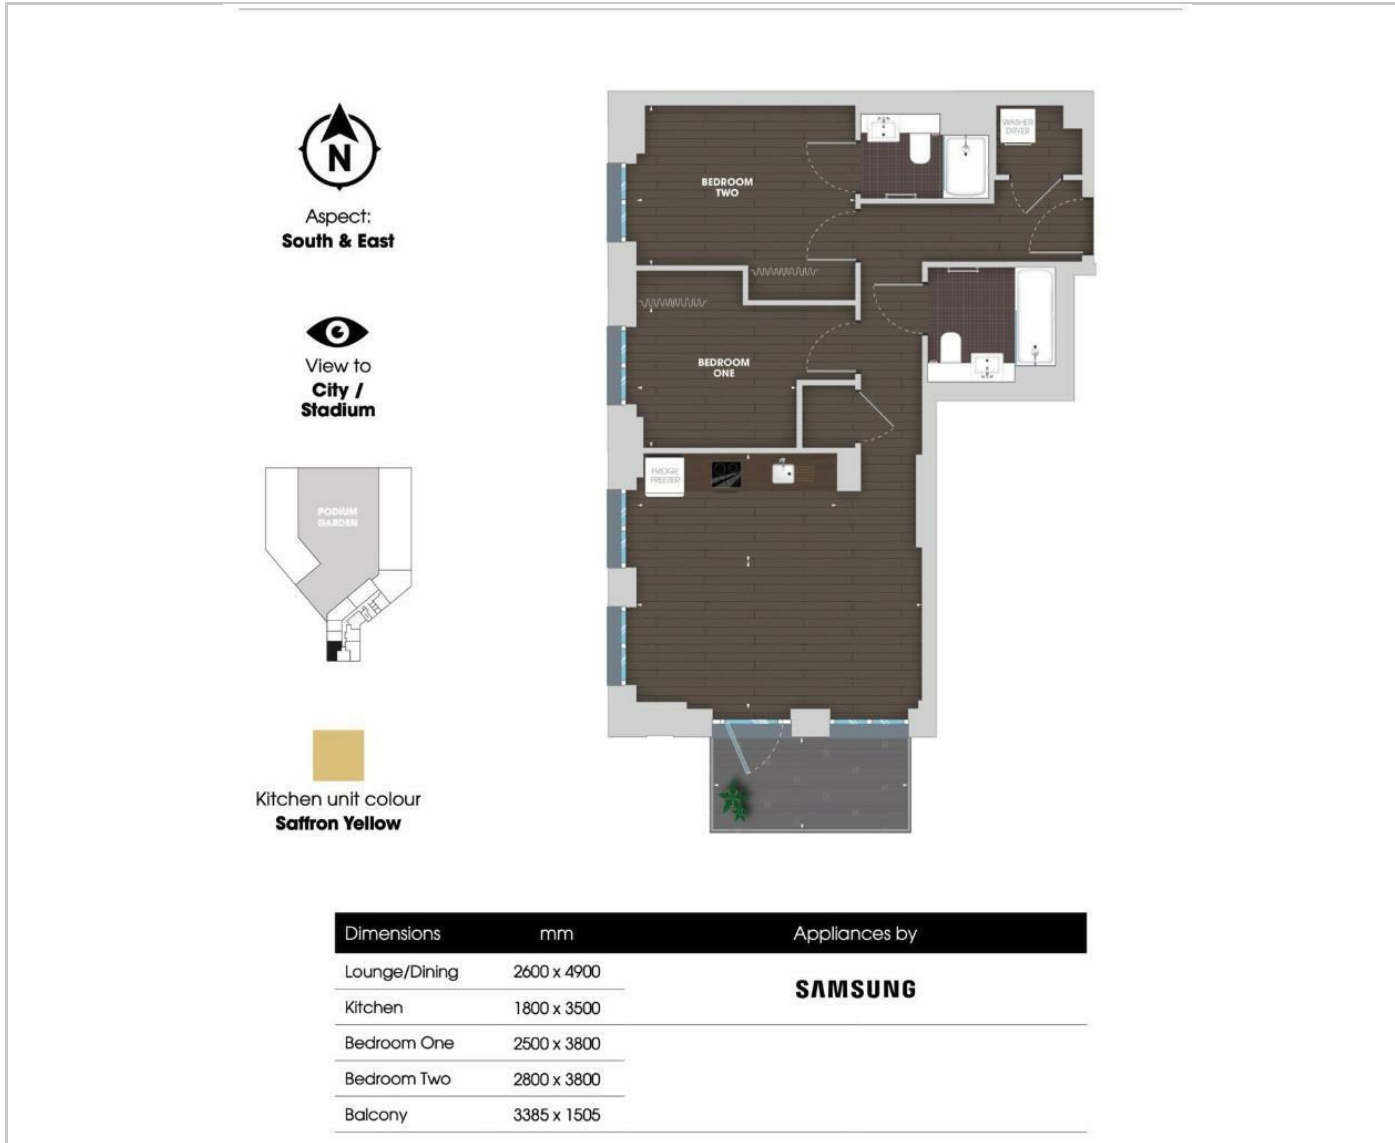 N
Aspect:
South & East
View to
City /
Stadium
PODIUM
GARDEN
Kitchen unit colour
Saffron Yellow
BEDROOM
TWO
WASHER
DRYER
BEDROOM
ONE
FRIDGE
FREEZER
Dimensions mm Appliances by
Lounge/Dining 2600 x 4900
SAMSUNG
Kitchen 1800 x 3500
Bedroom One 2500 x 3800
Bedroom Two 2800 x 3800
Balcony 3385 x 1505